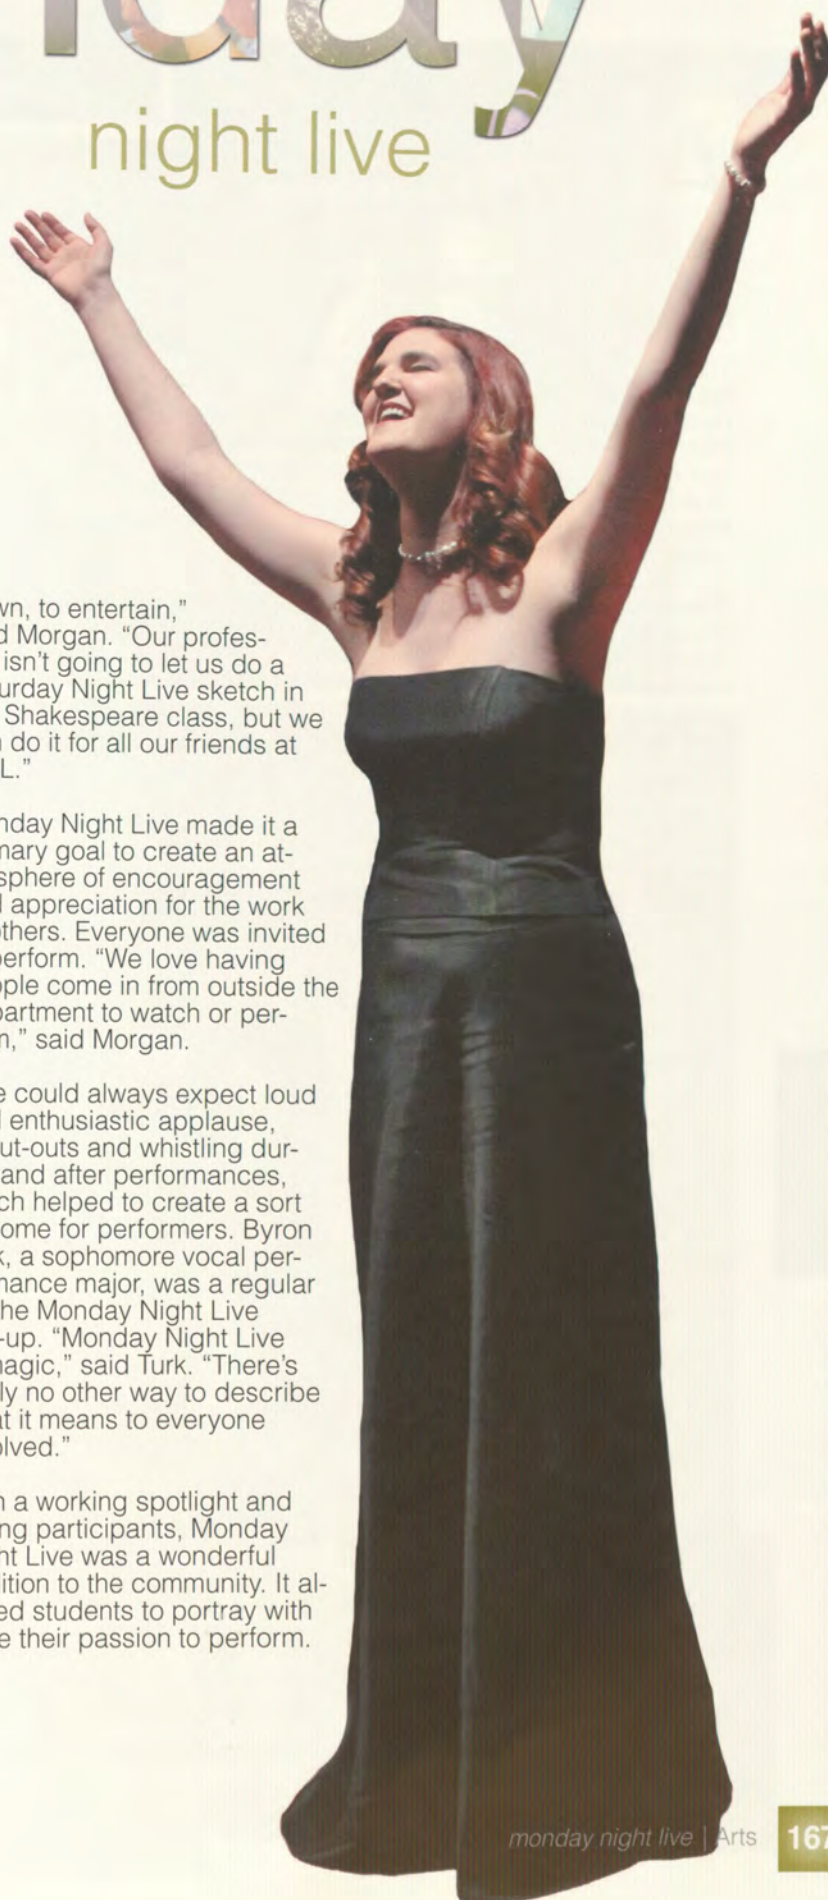 nday
night live
wn, to entertain,”
d Morgan. “Our profes-
isn't going to let us do a
urday Night Live sketch in
Shakespeare class, but we
do it for all our friends at
L.”
nday Night Live made it a
mary goal to create an at-
sphere of encouragement
d appreciation for the work
thers. Everyone was invited
perform. “We love having
ple come in from outside the
partment to watch or per-
m,” said Morgan.
e could always expect loud
d enthusiastic applause,
ut-outs and whistling dur-
and after performances,
ch helped to create a sort
ome for performers. Byron
k, a sophomore vocal per-
mance major, was a regular
he Monday Night Live
-up. “Monday Night Live
magic,” said Turk. “There's
ly no other way to describe
at it means to everyone
olved.”
h a working spotlight and
ng participants, Monday
ht Live was a wonderful
lition to the community. It al-
ed students to portray with
e their passion to perform.
monday night live | Arts 167